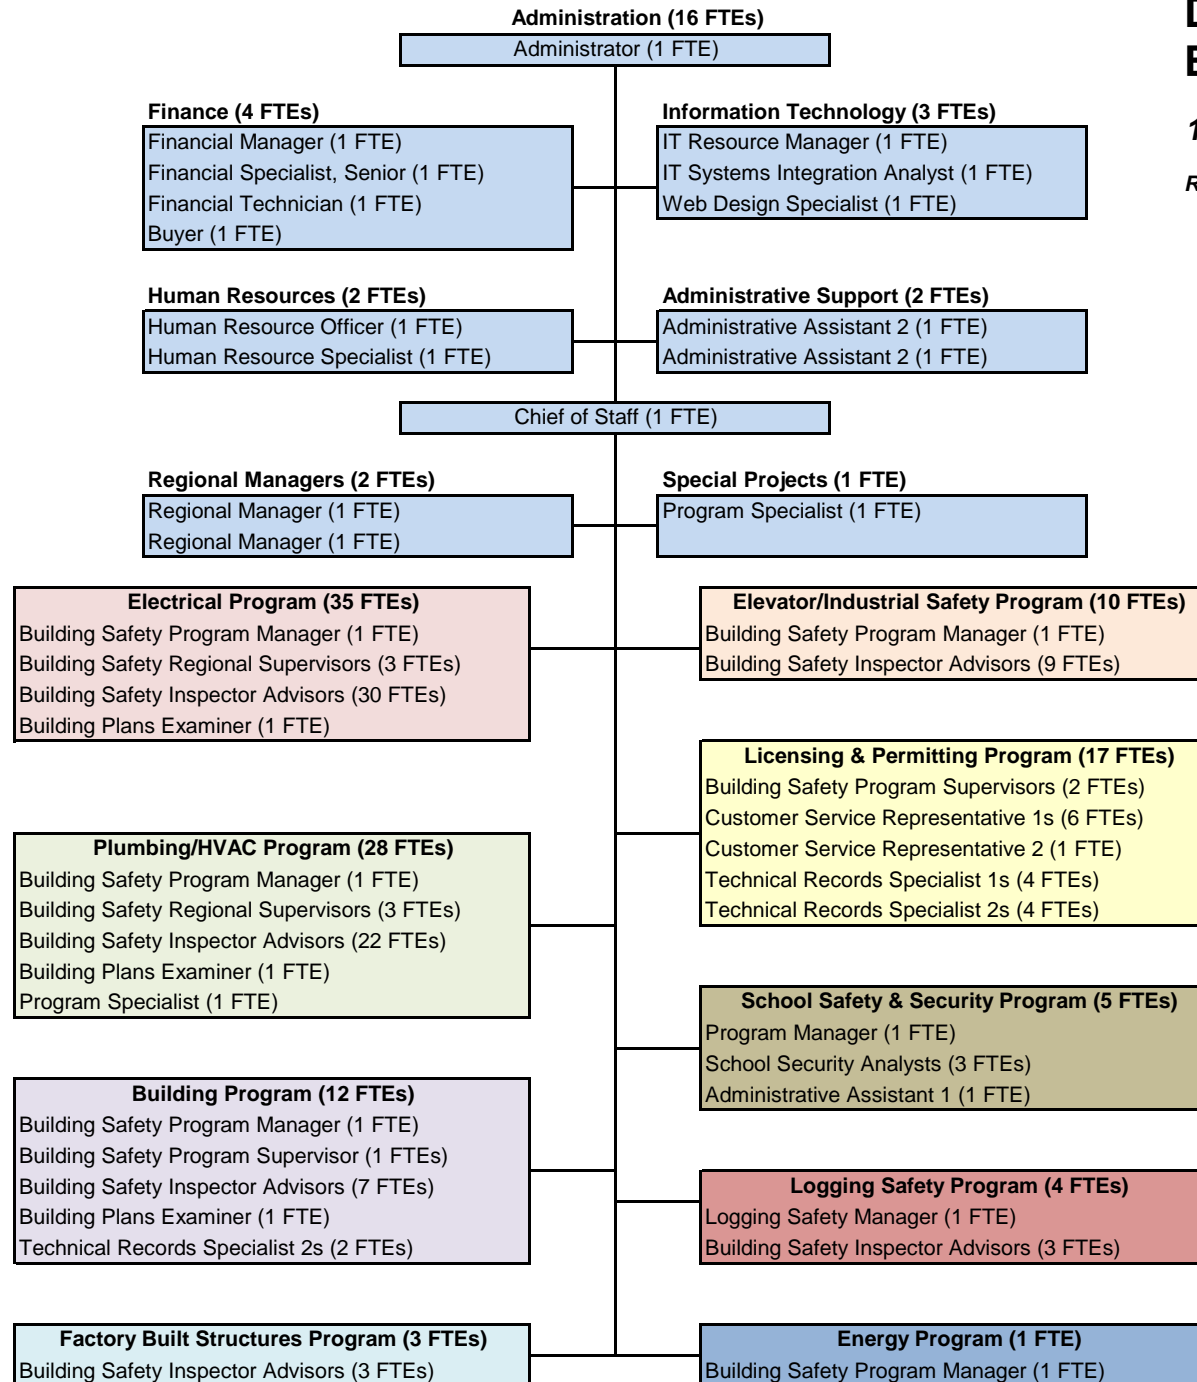 Administration (16 FTEs)
Administrator (1 FTE)
Finance (4 FTEs)
Financial Manager (1 FTE)
Financial Specialist, Senior (1 FTE)
Financial Technician (1 FTE)
Buyer (1 FTE)
Information Technology (3 FTEs)
IT Resource Manager (1 FTE)
IT Systems Integration Analyst (1 FTE)
Web Design Specialist (1 FTE)
Human Resources (2 FTEs)
Human Resource Officer (1 FTE)
Human Resource Specialist (1 FTE)
Administrative Support (2 FTEs)
Administrative Assistant 2 (1 FTE)
Administrative Assistant 2 (1 FTE)
Chief of Staff (1 FTE)
Regional Managers (2 FTEs)
Regional Manager (1 FTE)
Regional Manager (1 FTE)
Special Projects (1 FTE)
Program Specialist (1 FTE)
Electrical Program (35 FTEs)
Building Safety Program Manager (1 FTE)
Building Safety Regional Supervisors (3 FTEs)
Building Safety Inspector Advisors (30 FTEs)
Building Plans Examiner (1 FTE)
Elevator/Industrial Safety Program (10 FTEs)
Building Safety Program Manager (1 FTE)
Building Safety Inspector Advisors (9 FTEs)
Licensing & Permitting Program (17 FTEs)
Building Safety Program Supervisors (2 FTEs)
Customer Service Representative 1s (6 FTEs)
Customer Service Representative 2 (1 FTE)
Technical Records Specialist 1s (4 FTEs)
Technical Records Specialist 2s (4 FTEs)
Plumbing/HVAC Program (28 FTEs)
Building Safety Program Manager (1 FTE)
Building Safety Regional Supervisors (3 FTEs)
Building Safety Inspector Advisors (22 FTEs)
Building Plans Examiner (1 FTE)
Program Specialist (1 FTE)
School Safety & Security Program (5 FTEs)
Program Manager (1 FTE)
School Security Analysts (3 FTEs)
Administrative Assistant 1 (1 FTE)
Building Program (12 FTEs)
Building Safety Program Manager (1 FTE)
Building Safety Program Supervisor (1 FTEs)
Building Safety Inspector Advisors (7 FTEs)
Building Plans Examiner (1 FTE)
Technical Records Specialist 2s (2 FTEs)
Logging Safety Program (4 FTEs)
Logging Safety Manager (1 FTE)
Building Safety Inspector Advisors (3 FTEs)
Factory Built Structures Program (3 FTEs)
Building Safety Inspector Advisors (3 FTEs)
Energy Program (1 FTE)
Building Safety Program Manager (1 FTE)